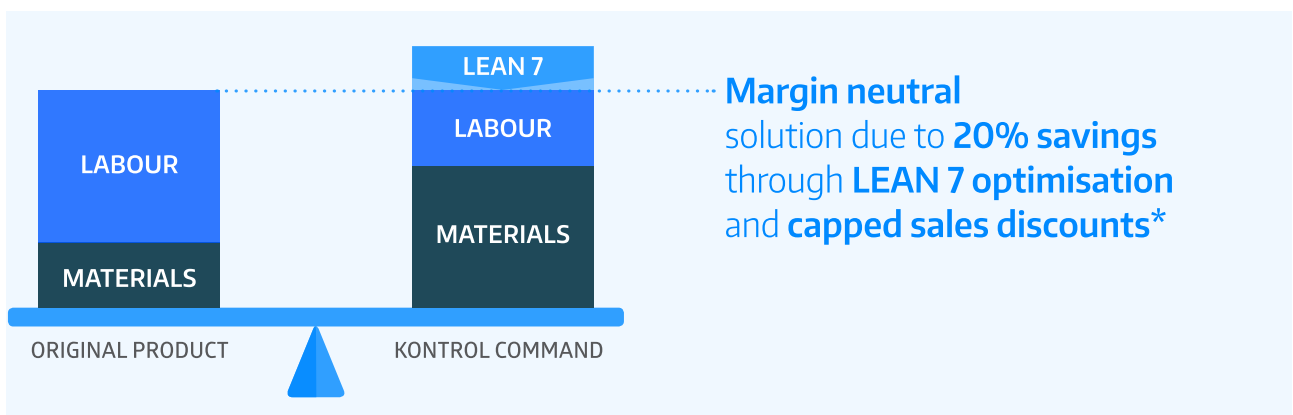 LEAN 7
LABOUR
LABOUR
MATERIALS
MATERIALS
ORIGINAL PRODUCT
KONTROL COMMAND
Margin neutral
solution due to 20% savings
through LEAN 7 optimisation
and capped sales discounts*